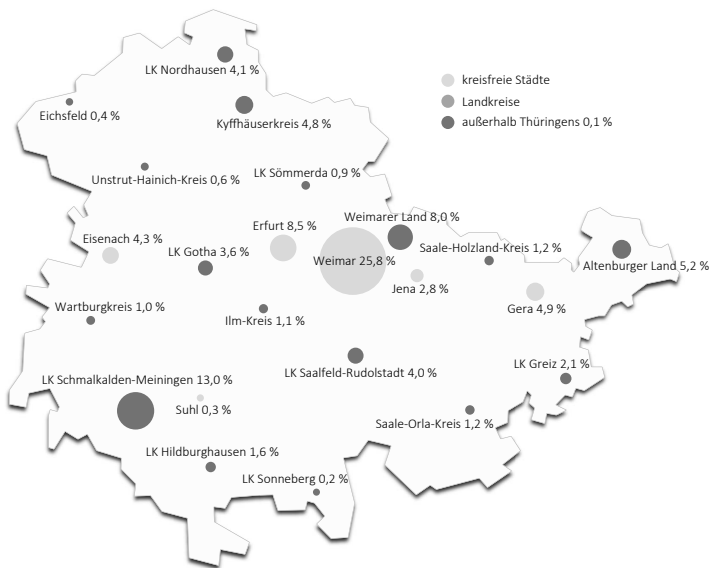 LK Nordhausen 4,1 %
kreisfreie Städte
Landkreise
außerhalb Thüringens 0,1 %
Eichsfeld 0,4 %
Kyffhäuserkreis 4,8 %
Unstrut-Hainich-Kreis 0,6 %
LK Sömmerda 0,9 %
Weimarer Land 8,0 %
Erfurt 8,5 %
Eisenach 4,3 %
LK Gotha 3,6 %
Weimar 25,8 %
Saale-Holzland-Kreis 1,2 %
Altenburger Land 5,2 %
Jena 2,8 %
Gera 4,9 %
Wartburgkreis 1,0 %
Ilm-Kreis 1,1 %
LK Saalfeld-Rudolstadt 4,0 %
LK Greiz 2,1 %
LK Schmalkalden-Meiningen 13,0 %
Suhl 0,3 %
Saale-Orla-Kreis 1,2 %
LK Hildburghausen 1,6 %
LK Sonneberg 0,2 %